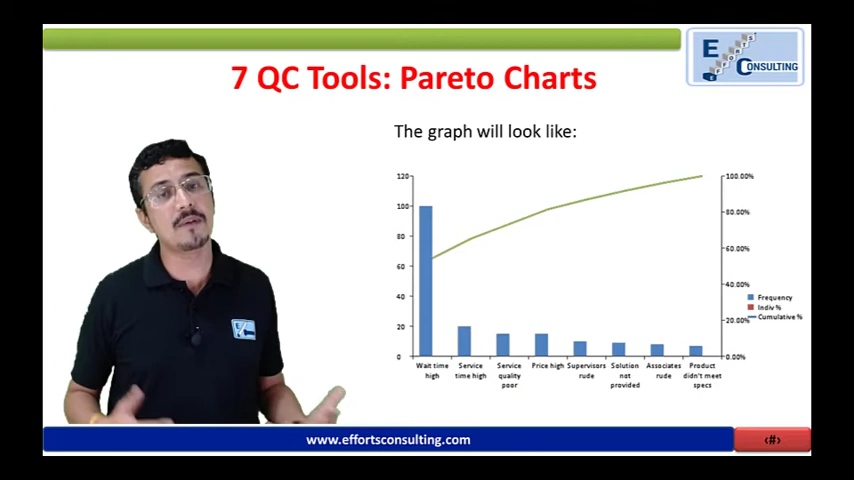 7 QC Tools: Pareto Charts
E
EFFORTS
CONSULTING
The graph will look like:
120
100
80
60
40
20
0
100.00%
80.00%
60.00%
40.00%
20.00%
0.00%
Frequency
Indiv %
Cumulative %
Wait time high
Service time high
Service quality poor
Price high
Supervisors rude
Solution not provided
Associates rude
Product didn't meet specs
www.effortsconsulting.com
‹#›